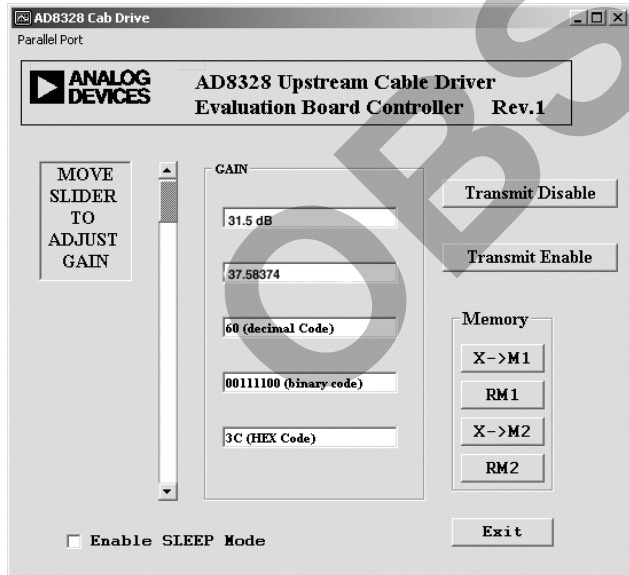 AD8328 Cab Drive
Parallel Port
ANALOG
DEVICES
AD8328 Upstream Cable Driver
Evaluation Board Controller Rev.1
MOVE
SLIDER
TO
ADJUST
GAIN
GAIN
31.5 dB
37.58374
60 (decimal Code)
00111100 (binary code)
3C (HEX Code)
Transmit Disable
Transmit Enable
Memory
X->M1
RM1
X->M2
RM2
Enable SLEEP Mode
Exit
OBS